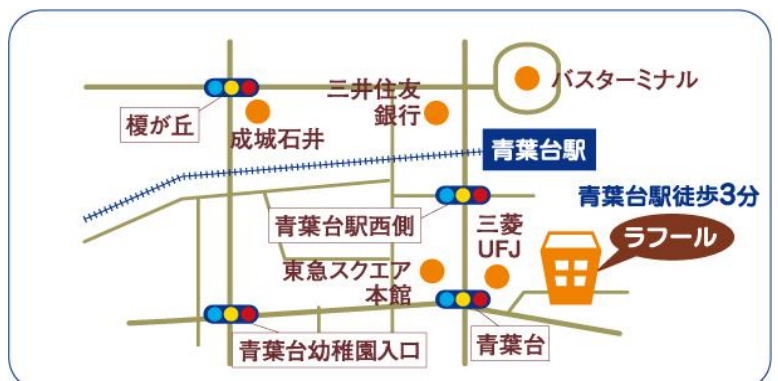 バスターミナル
三井住友
銀行
榎が丘
成城石井
青葉台駅
青葉台駅徒歩3分
ラフール
青葉台駅西側
三菱
UFJ
東急スクエア
本館
青葉台幼稚園入口
青葉台